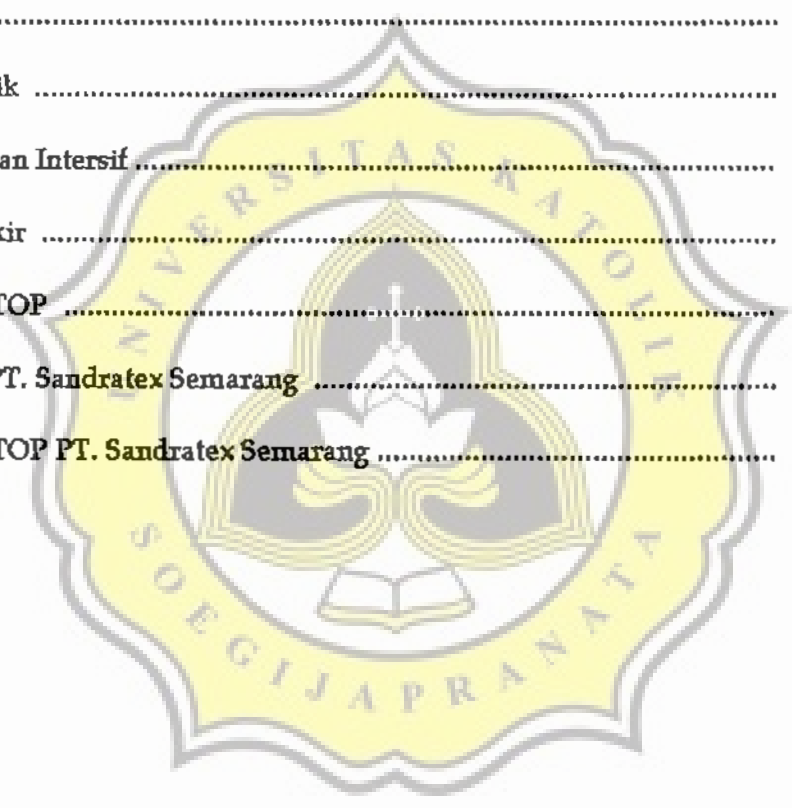 ....................
ik ....................
an Intersif ....................
kir ....................
TOP ....................
PT. Sandratex Semarang ....................
TOP PT. Sandratex Semarang ....................
UNIVERSITAS KATOLIK
SOEGIJAPRANATA